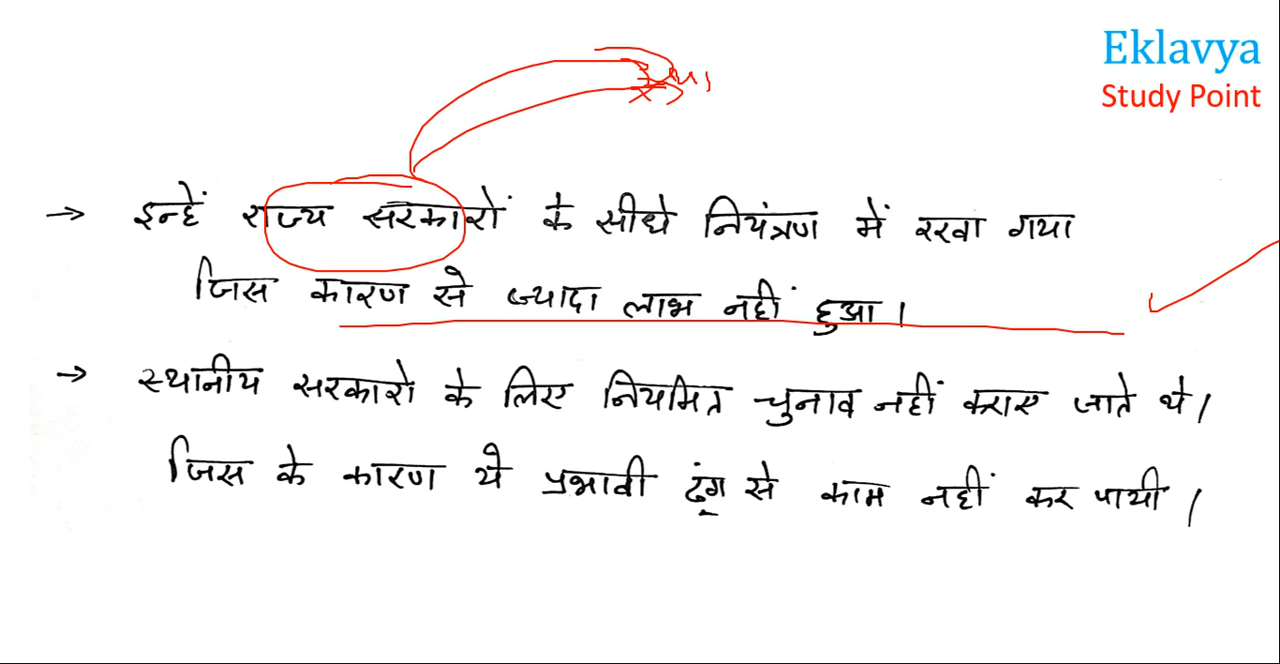 Eklavya
Study Point
→ इन्हें राज्य सरकारों के सीधे नियंत्रण में रखा गया
जिस कारण से ज्यादा लाभ नहीं हुआ।
→ स्थानीय सरकारो के लिए नियमित चुनाव नहीं कराए जाते थे।
जिस के कारण ये प्रभावी ढंग से काम नहीं कर पायी।